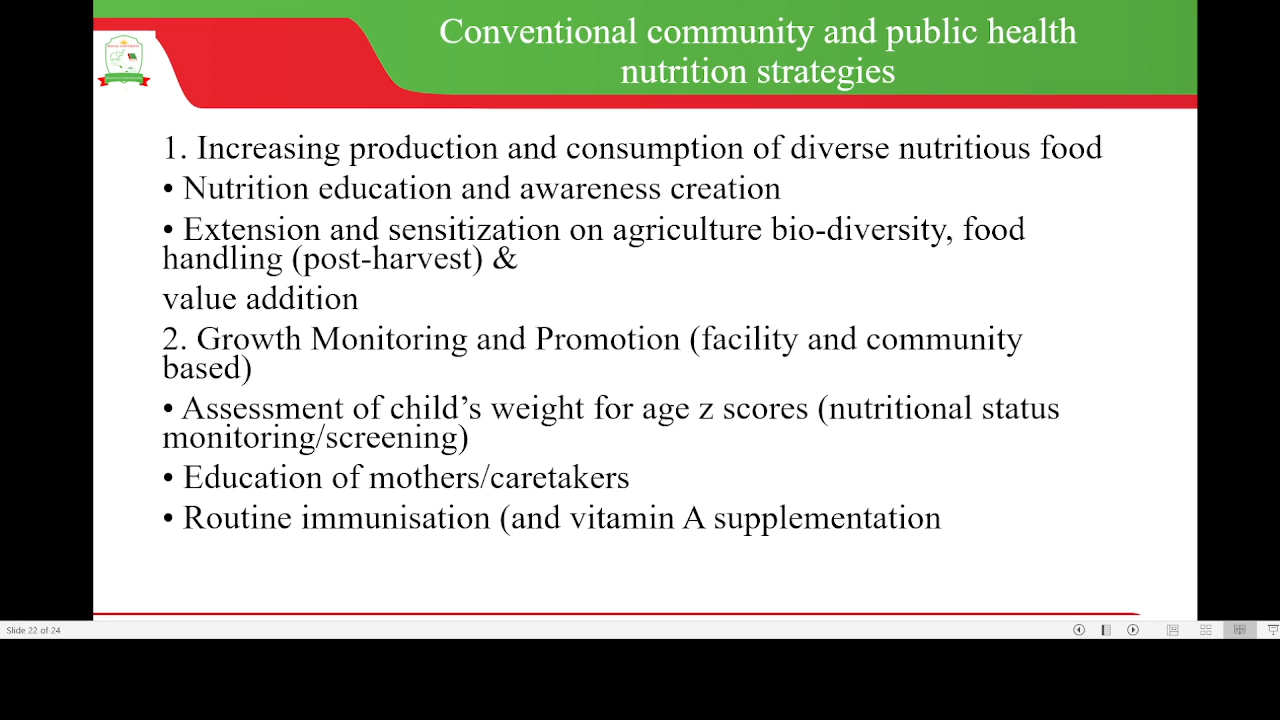 Conventional community and public health
nutrition strategies
1. Increasing production and consumption of diverse nutritious food
• Nutrition education and awareness creation
• Extension and sensitization on agriculture bio-diversity, food
handling (post-harvest) &
value addition
2. Growth Monitoring and Promotion (facility and community
based)
• Assessment of child’s weight for age z scores (nutritional status
monitoring/screening)
• Education of mothers/caretakers
• Routine immunisation (and vitamin A supplementation
Slide 22 of 24